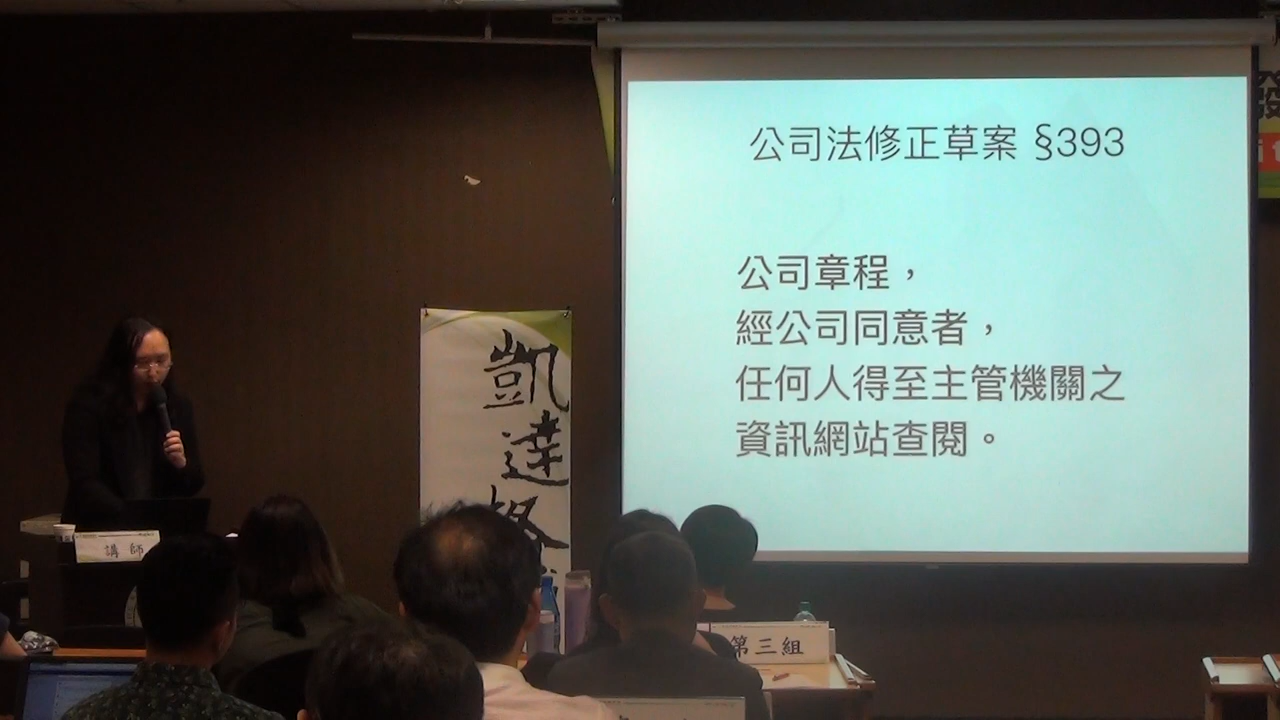 公司法修正草案 §393
公司章程，
經公司同意者，
任何人得至主管機關之
資訊網站查閱。
凱達格
講師
第三組